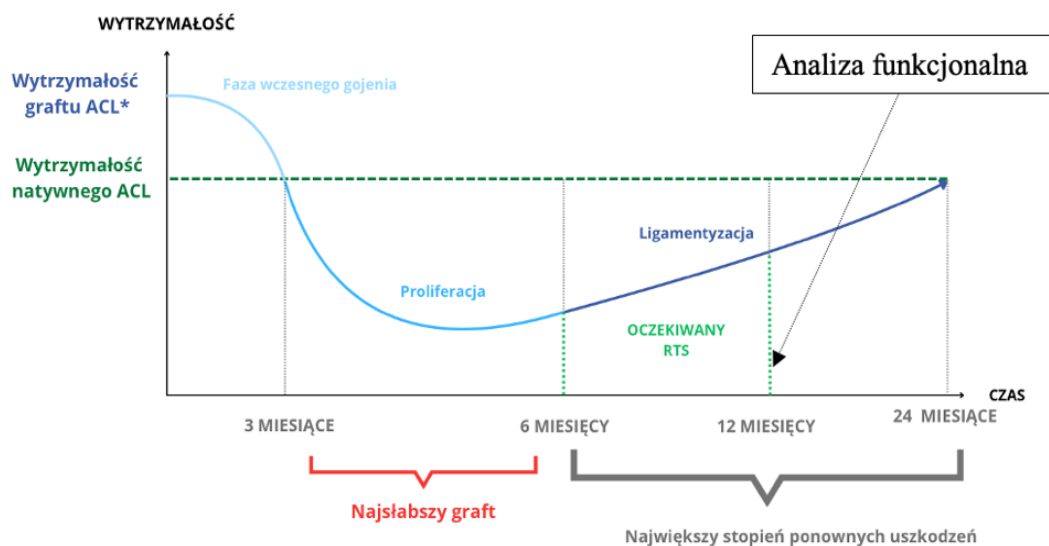 WYTRZYMAŁOŚĆ
Wytrzymałość
graftu ACL*
Faza wczesnego gojenia
Analiza funkcjonalna
Wytrzymałość
natywnego ACL
Ligamentyzacja
Proliferacja
OCZEKIWANY
RTS
CZAS
3 MIESIĄCE
6 MIESIĘCY
12 MIESIĘCY
24 MIESIĄCE
Najsłabszy graft
Największy stopień ponownych uszkodzeń